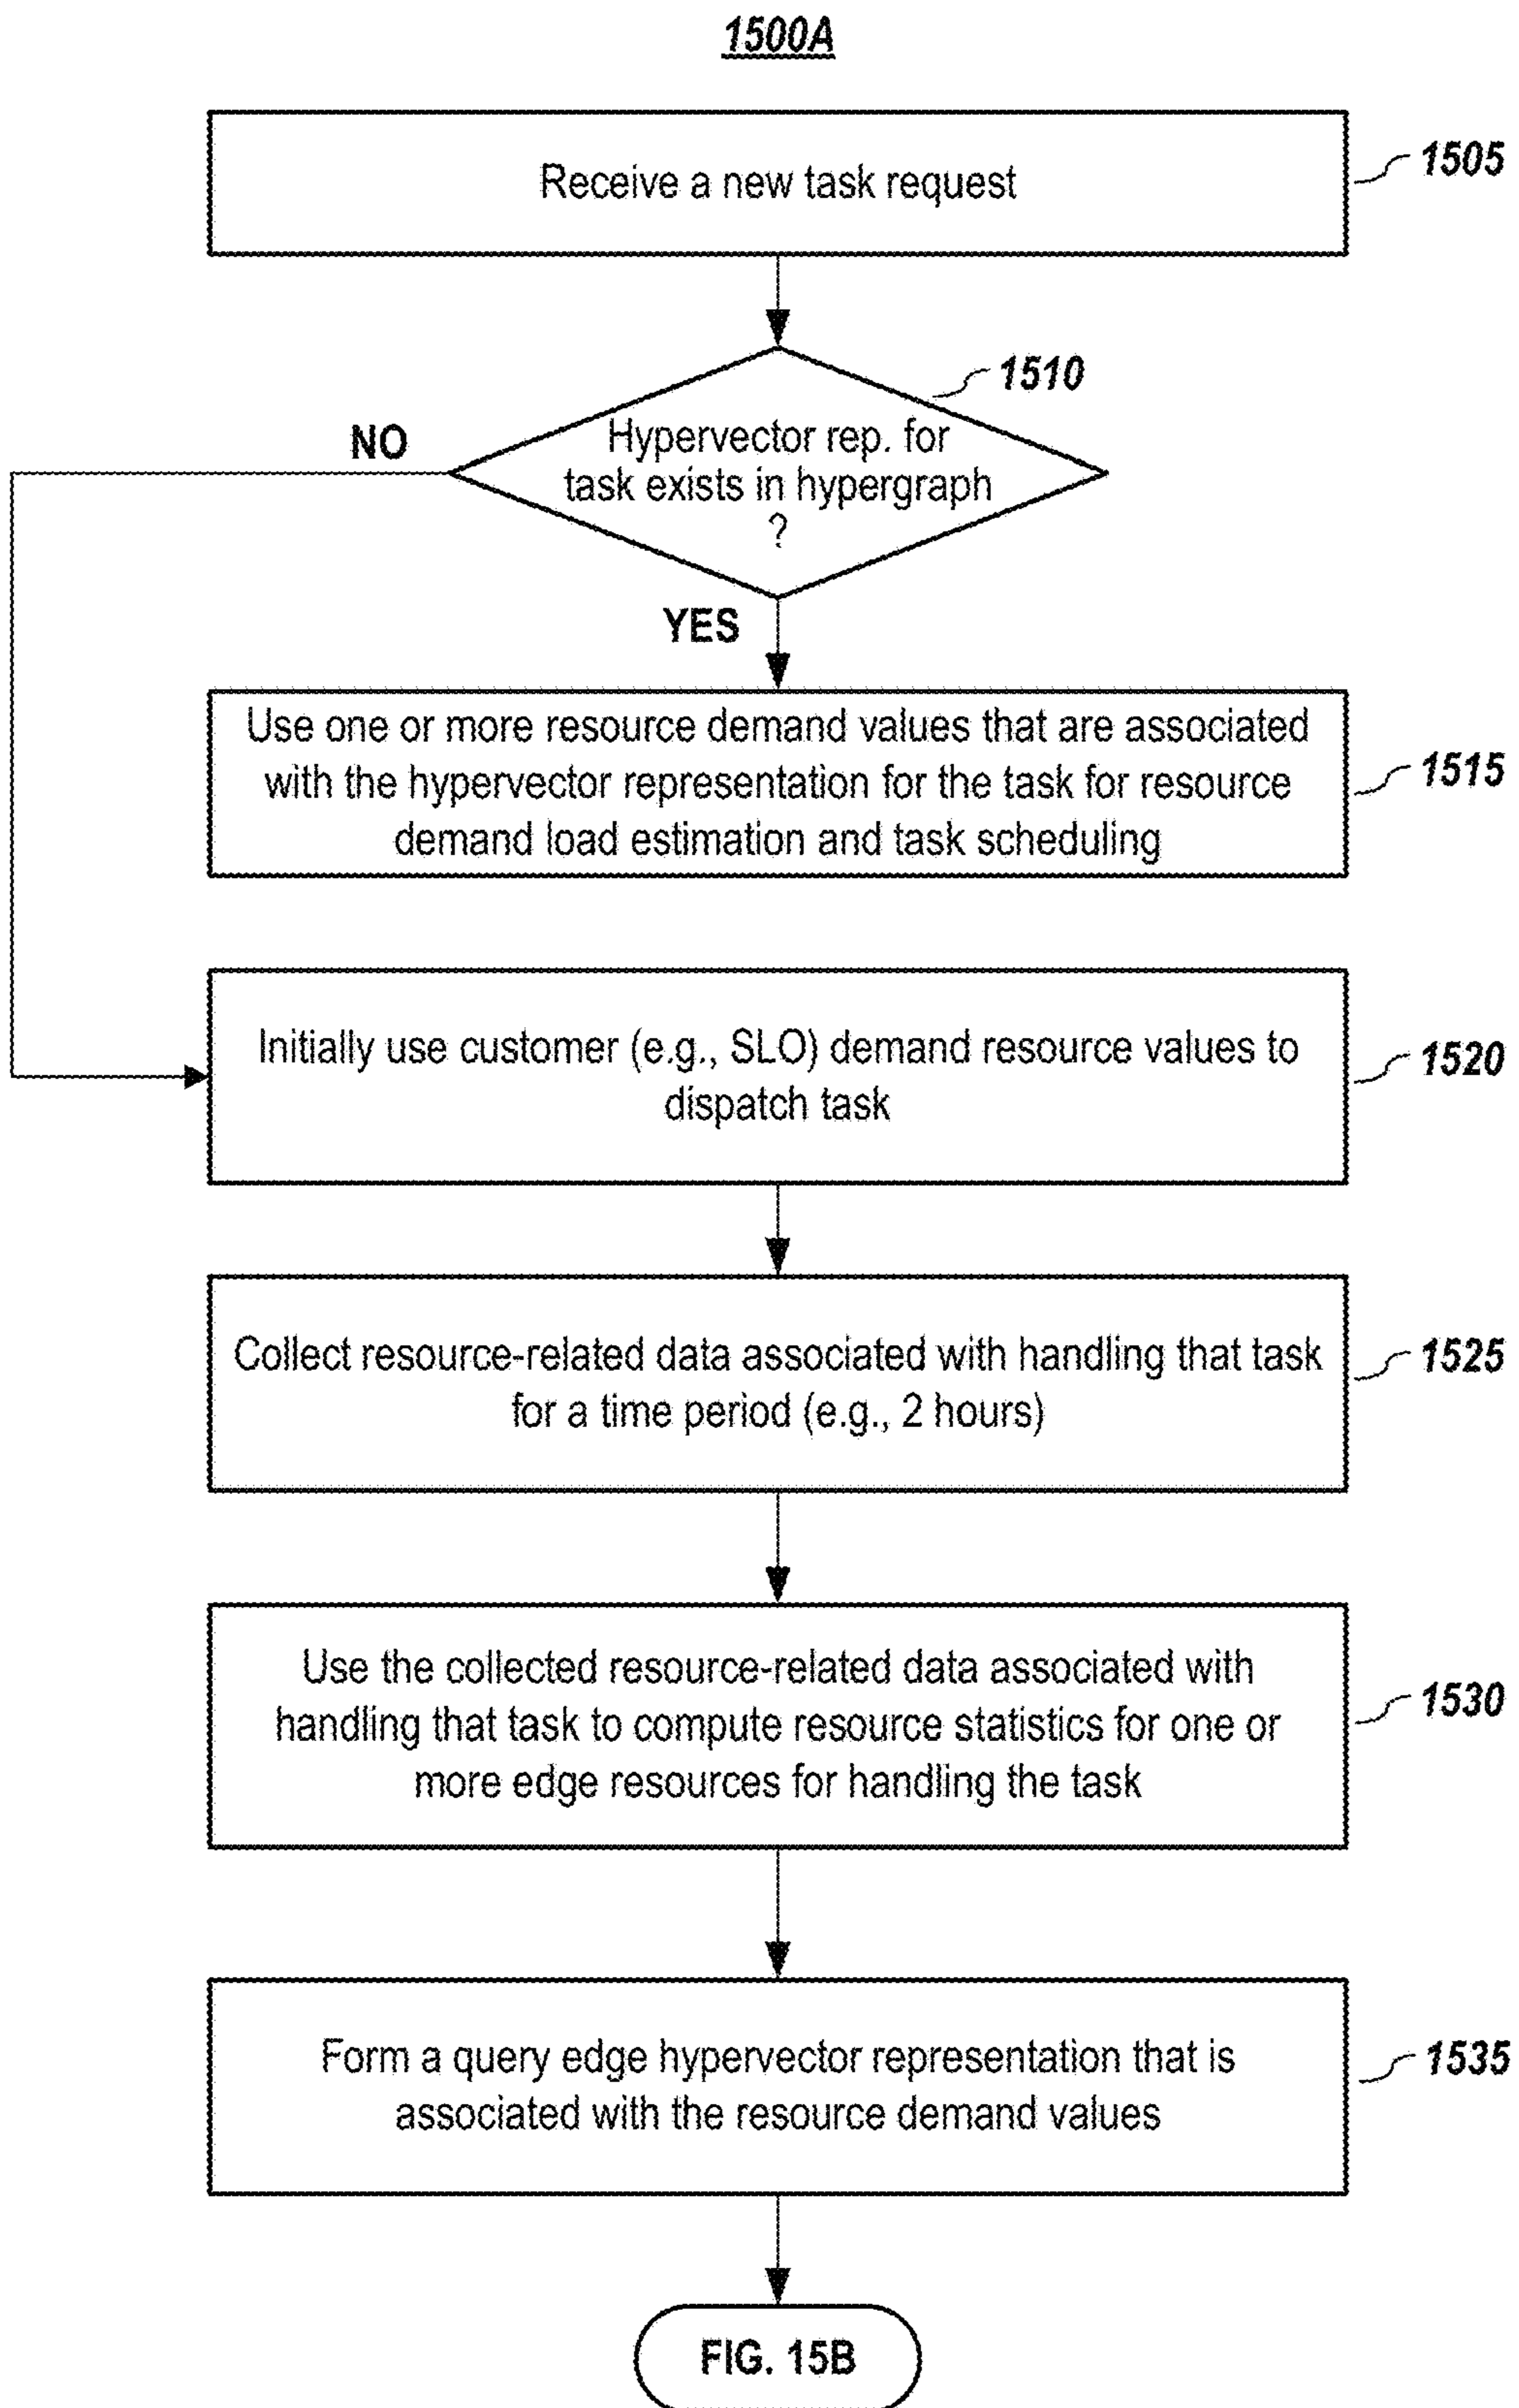 1500A
Receive a new task request
1505
1510
Hypervector rep. for
task exists in hypergraph
?
NO
YES
Use one or more resource demand values that are associated
with the hypervector representation for the task for resource
demand load estimation and task scheduling
1515
Initially use customer (e.g., SLO) demand resource values to
dispatch task
1520
Collect resource-related data associated with handling that task
for a time period (e.g., 2 hours)
1525
Use the collected resource-related data associated with
handling that task to compute resource statistics for one or
more edge resources for handling the task
1530
Form a query edge hypervector representation that is
associated with the resource demand values
1535
FIG. 15B